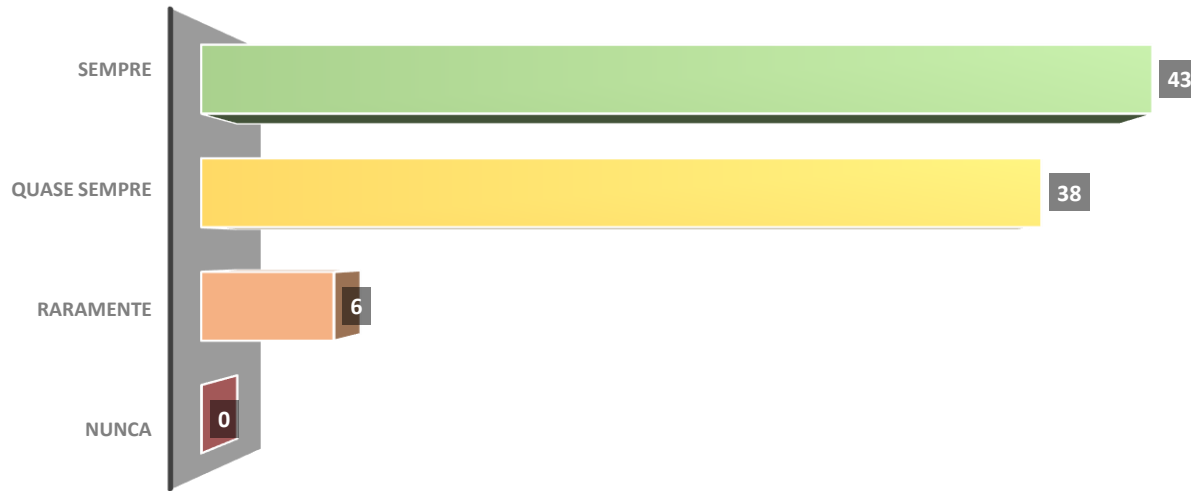 SEMPRE
43
QUASE SEMPRE
38
RARAMENTE
6
NUNCA
0